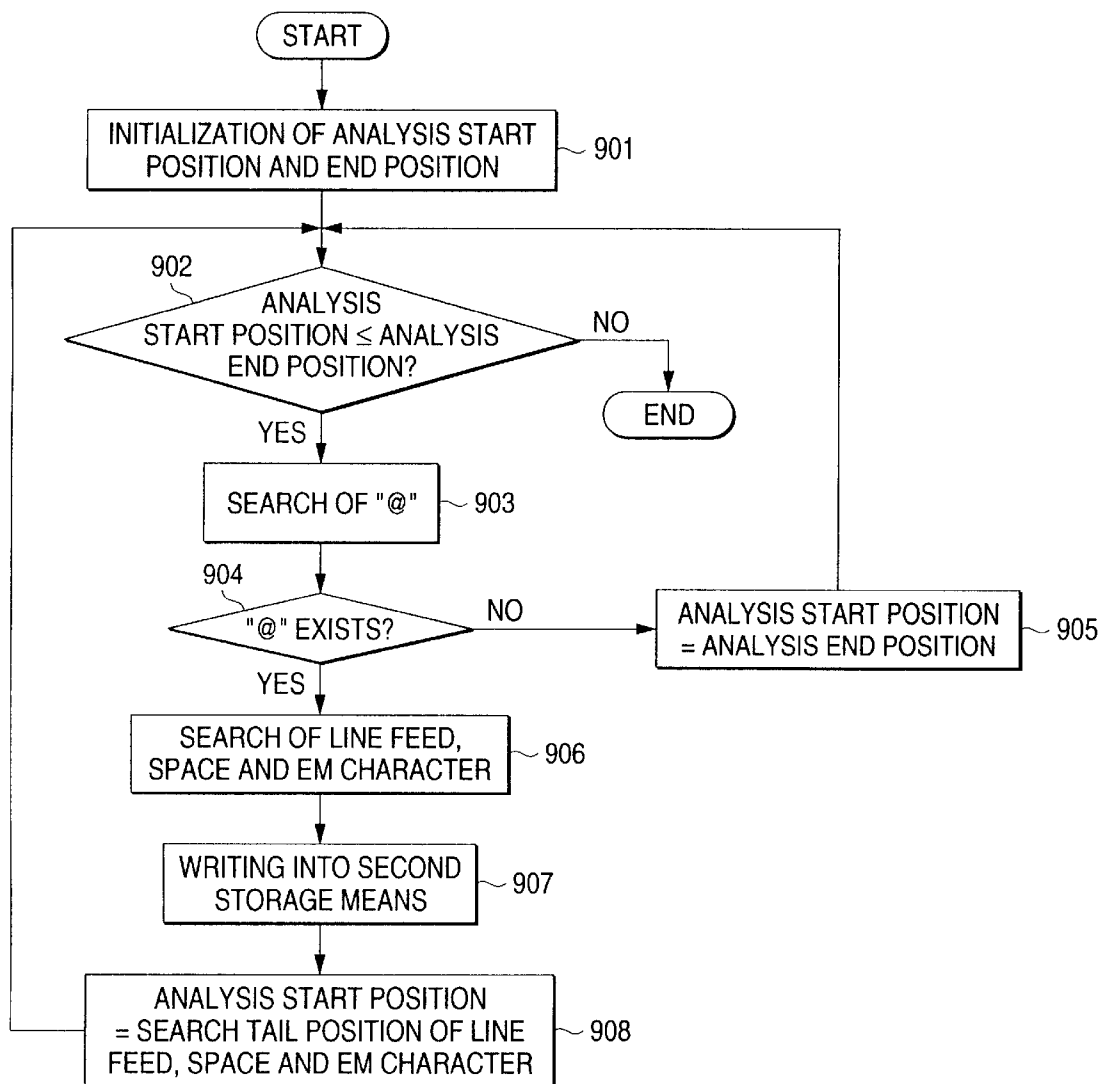 START
INITIALIZATION OF ANALYSIS START
POSITION AND END POSITION
901
902
ANALYSIS
START POSITION ≤ ANALYSIS
END POSITION?
NO
END
YES
SEARCH OF "@"
903
904
"@" EXISTS?
NO
ANALYSIS START POSITION
= ANALYSIS END POSITION
905
YES
SEARCH OF LINE FEED,
SPACE AND EM CHARACTER
906
WRITING INTO SECOND
STORAGE MEANS
907
ANALYSIS START POSITION
= SEARCH TAIL POSITION OF LINE
FEED, SPACE AND EM CHARACTER
908